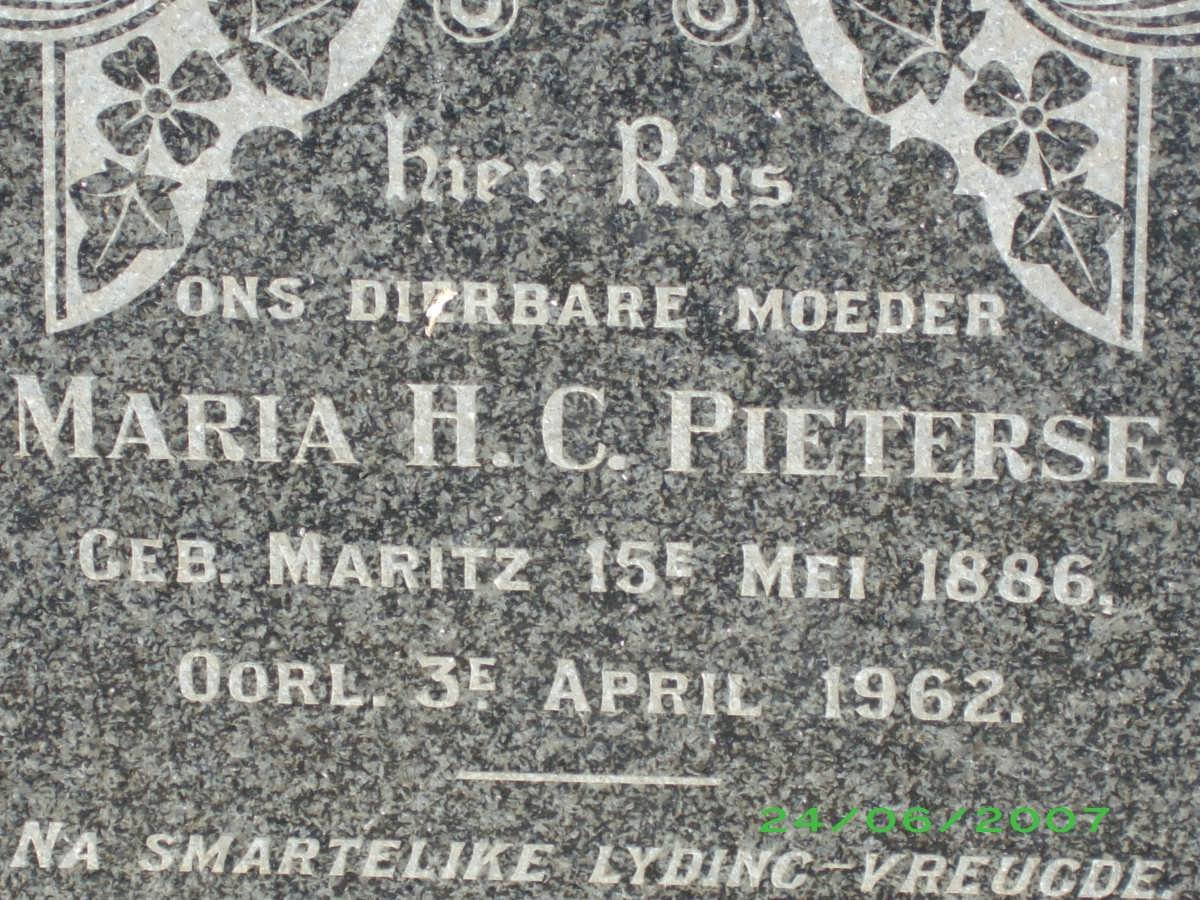 hier Rus
ONS DIERBARE MOEDER
MARIA H. C. PIETERSE,
GEB. MARITZ 15E MEI 1886,
OORL. 3E APRIL 1962.
24/06/2007
NA SMARTELIKE LYDING-VREUGDE.